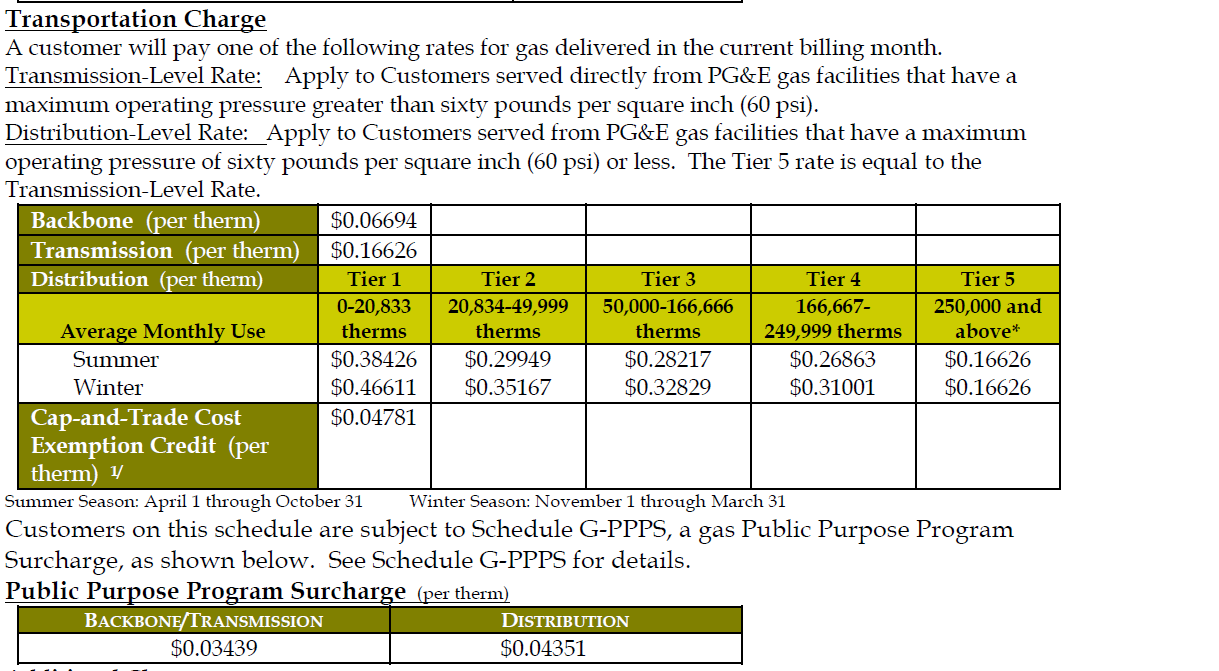 Transportation Charge
A customer will pay one of the following rates for gas delivered in the current billing month.
Transmission-Level Rate: Apply to Customers served directly from PG&E gas facilities that have a
maximum operating pressure greater than sixty pounds per square inch (60 psi).
Distribution-Level Rate: Apply to Customers served from PG&E gas facilities that have a maximum
operating pressure of sixty pounds per square inch (60 psi) or less. The Tier 5 rate is equal to the
Transmission-Level Rate.
Backbone (per therm) $0.06694
Transmission (per therm) $0.16626
Distribution (per therm) Tier 1 Tier 2 Tier 3 Tier 4 Tier 5
0-20,833 20,834-49,999 50,000-166,666 166,667- 250,000 and
Average Monthly Use therms therms therms 249,999 therms above*
Summer $0.38426 $0.29949 $0.28217 $0.26863 $0.16626
Winter $0.46611 $0.35167 $0.32829 $0.31001 $0.16626
Cap-and-Trade Cost $0.04781
Exemption Credit (per
therm) 1/
Summer Season: April 1 through October 31 Winter Season: November 1 through March 31
Customers on this schedule are subject to Schedule G-PPPS, a gas Public Purpose Program
Surcharge, as shown below. See Schedule G-PPPS for details.
Public Purpose Program Surcharge (per therm)
BACKBONE/TRANSMISSION DISTRIBUTION
$0.03439 $0.04351